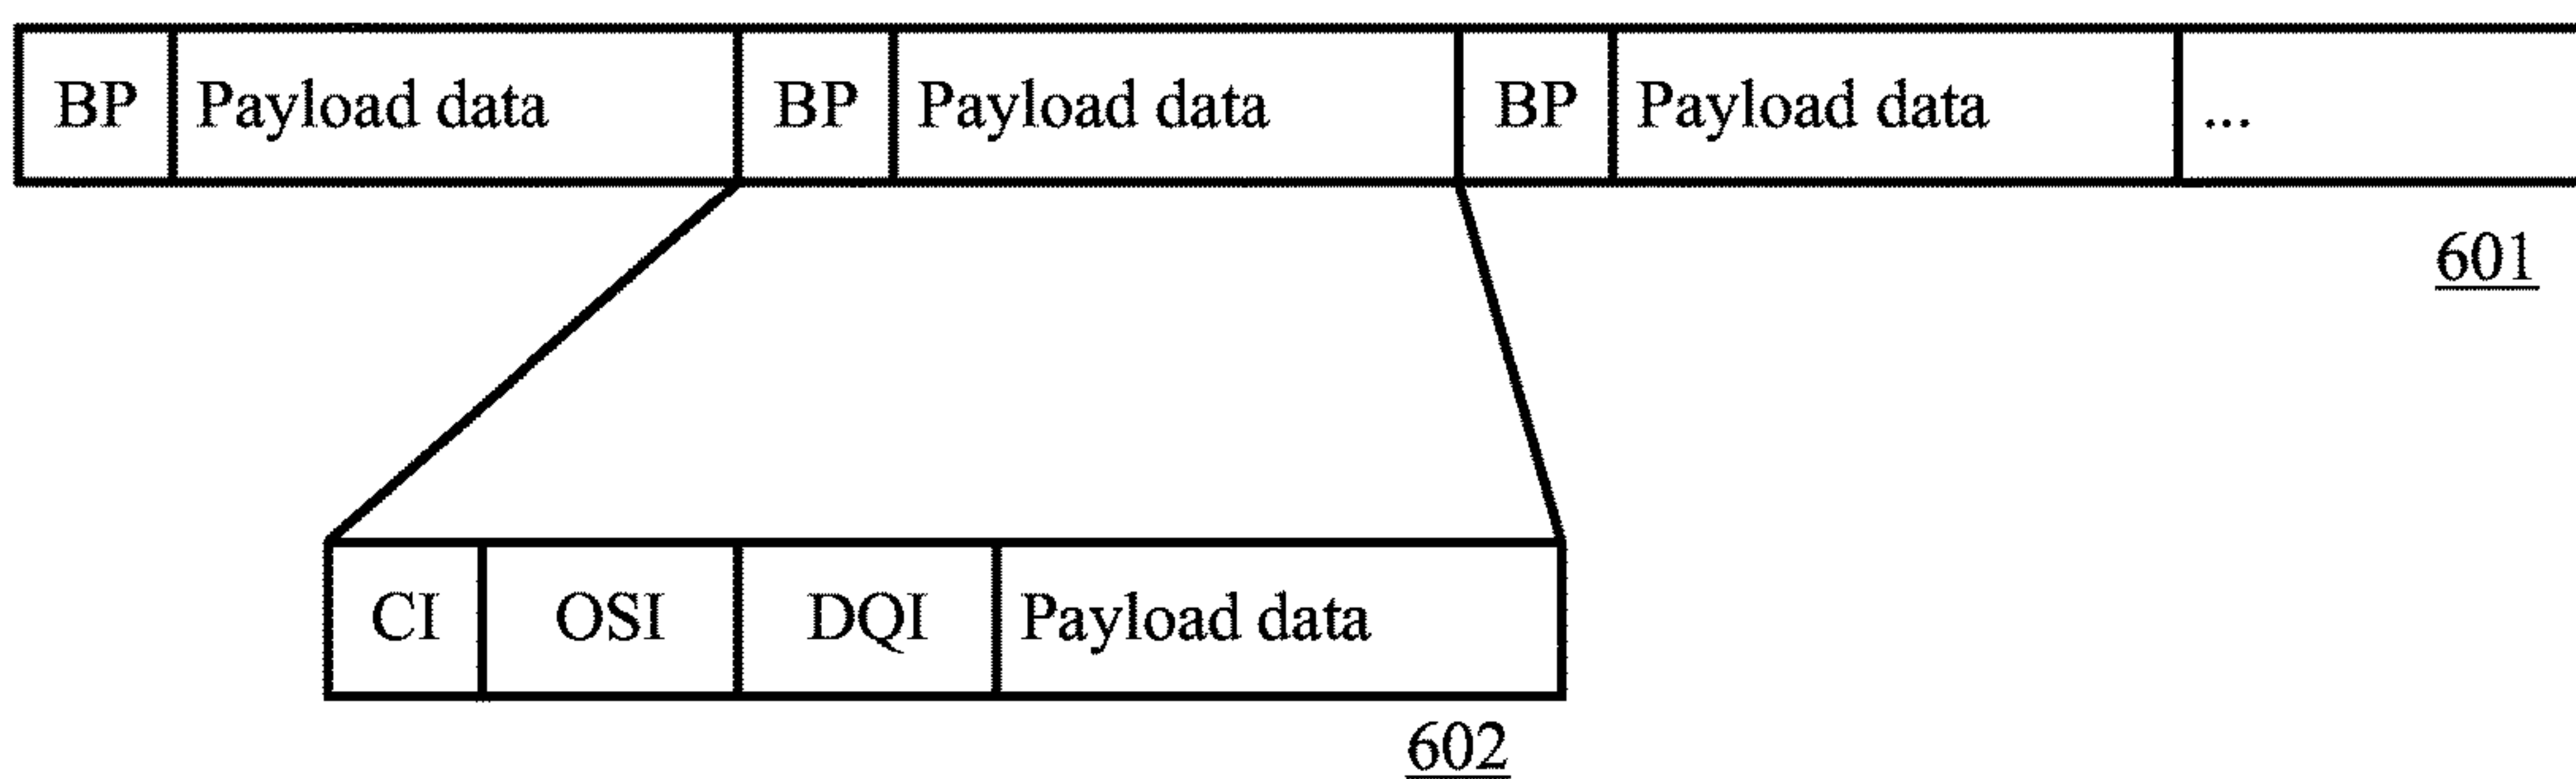 BP Payload data BP Payload data BP Payload data ...
601
CI OSI DQI Payload data
602